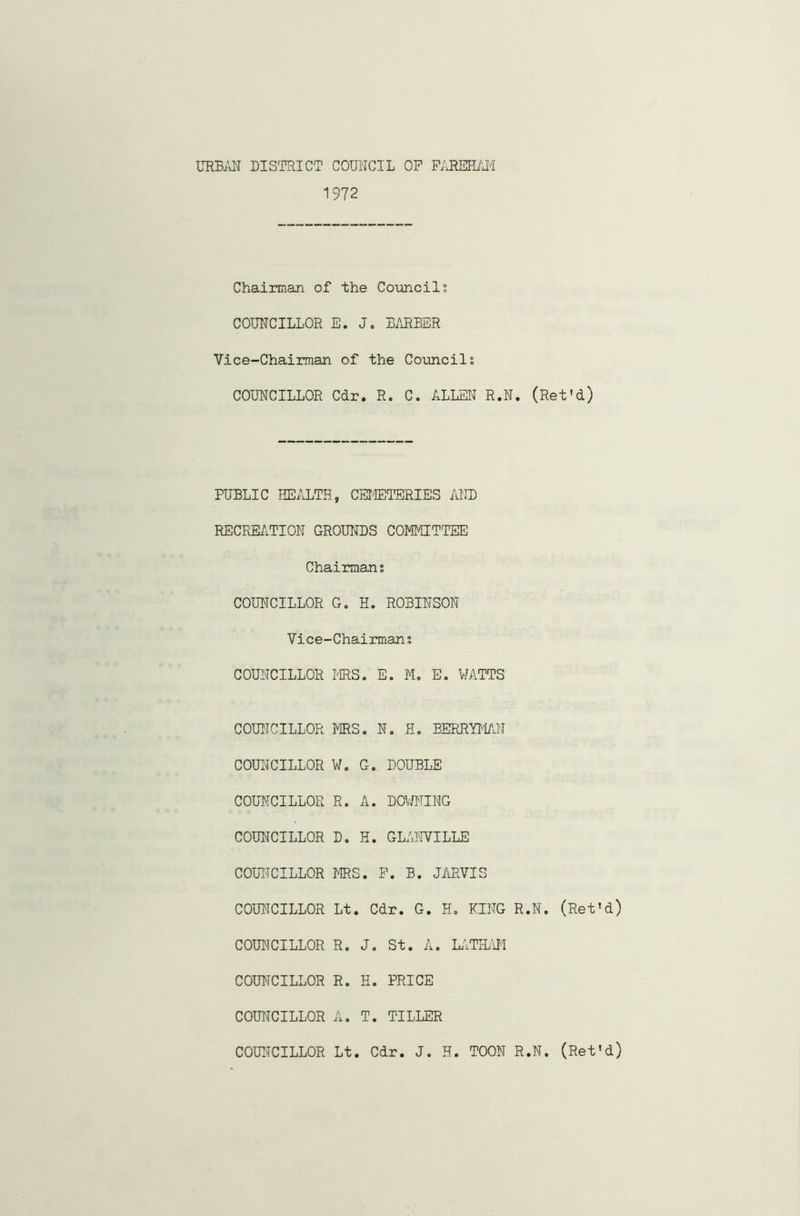 URBAN DISTRICT COUNCIL OF FAREHAM
1972
Chairman of the Council:
COUNCILLOR E. J. BARBER
Vice-Chairman of the Council:
COUNCILLOR Cdr. R. C. ALLEN R.N. (Ret'd)
PUBLIC HEALTH, CEMETERIES AND
RECREATION GROUNDS COMMITTEE
Chairman:
COUNCILLOR G. H. ROBINSON
Vice-Chairman:
COUNCILLOR MRS. E. M. E. WATTS
COUNCILLOR MRS. N. H. BERRYMAN
COUNCILLOR W. G. DOUBLE
COUNCILLOR R. A. DOWNING
COUNCILLOR D. H. GLANVILLE
COUNCILLOR MRS. F. B. JARVIS
COUNCILLOR Lt. Cdr. G. H. KING R.N. (Ret'd)
COUNCILLOR R. J. St. A. LATHAM
COUNCILLOR R. H. PRICE
COUNCILLOR A. T. TILLER
COUNCILLOR Lt. Cdr. J. H. TOON R.N. (Ret'd)